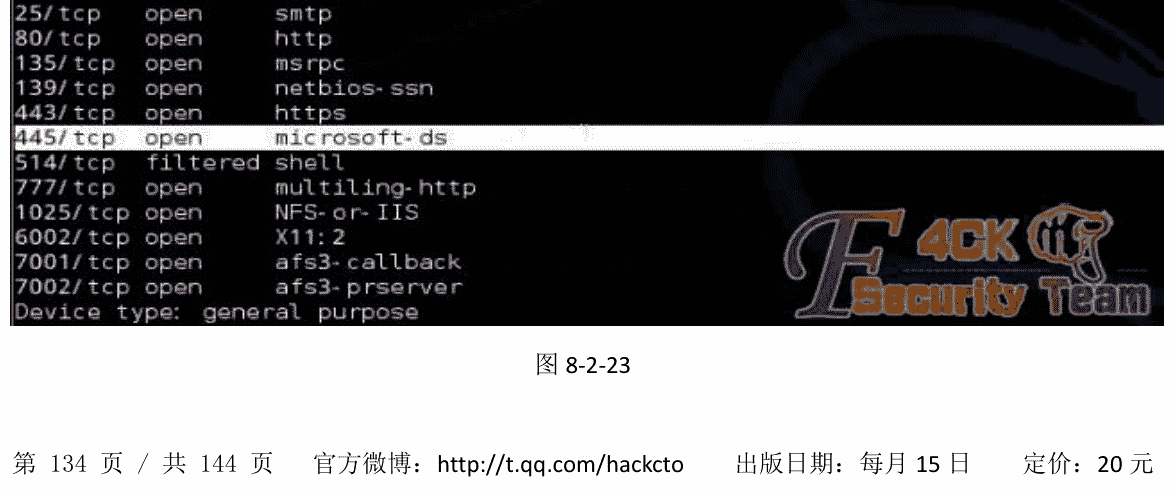 25/tcp open smtp
80/tcp open http
135/tcp open msrpc
139/tcp open netbios-ssn
443/tcp open https
445/tcp open microsoft-ds
514/tcp filtered shell
777/tcp open multiling-http
1025/tcp open NFS-or-IIS
6002/tcp open X11:2
7001/tcp open afs3-callback
7002/tcp open afs3-prserver
Device type: general purpose
F 4CK
Security Team
图 8-2-23
第 134 页 / 共 144 页 官方微博：http://t.qq.com/hackcto 出版日期：每月 15 日 定价：20 元